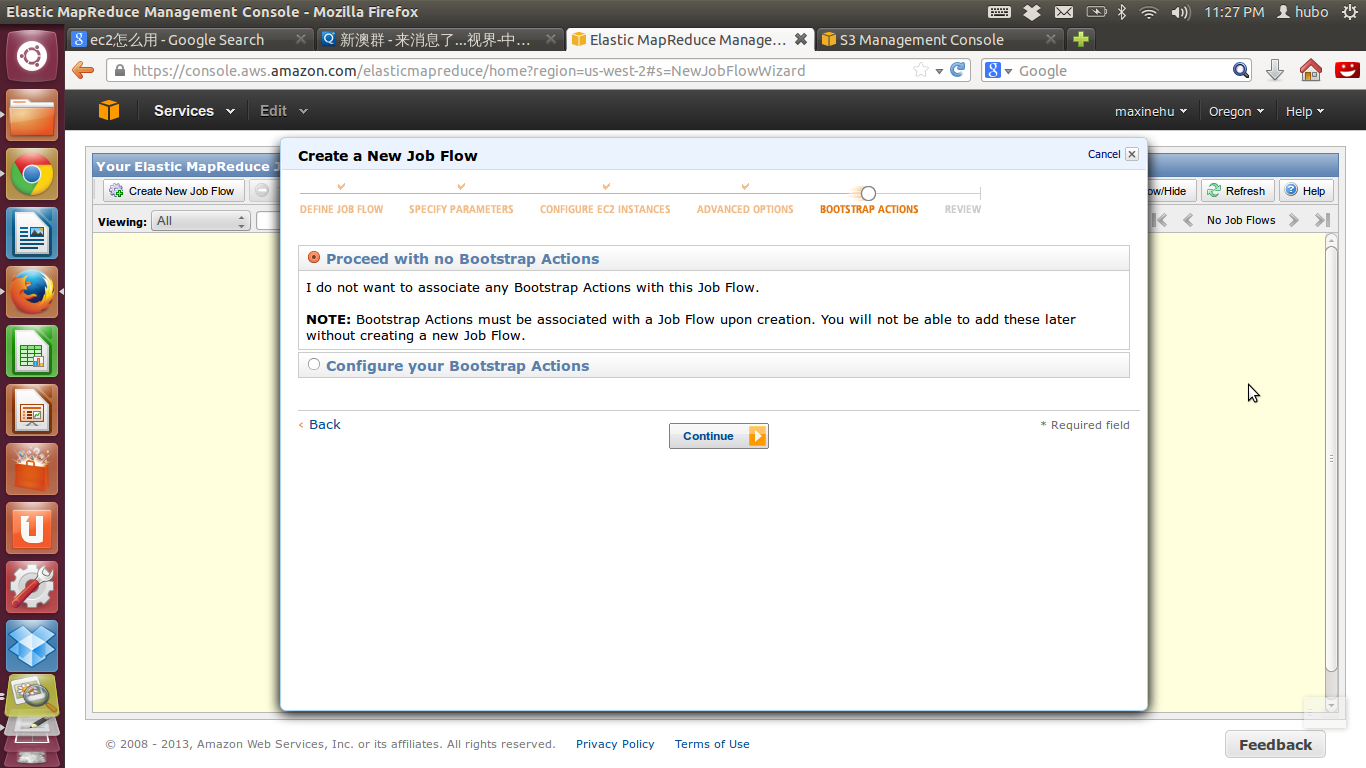 Elastic MapReduce Management Console - Mozilla Firefox
11:27 PM hubo
ec2怎么用 - Google Search
新澳群 - 来消息了...视界-中...
Elastic MapReduce Manage...
S3 Management Console
https://console.aws.amazon.com/elasticmapreduce/home?region=us-west-2#s=NewJobFlowWizard
Google
Services Edit maxinehu Oregon Help
Your Elastic MapReduce J
Create a New Job Flow
Cancel
Create New Job Flow
ow/Hide
Refresh
Help
DEFINE JOB FLOW SPECIFY PARAMETERS CONFIGURE EC2 INSTANCES ADVANCED OPTIONS BOOTSTRAP ACTIONS REVIEW
Viewing: All
No Job Flows
Proceed with no Bootstrap Actions
I do not want to associate any Bootstrap Actions with this Job Flow.
NOTE: Bootstrap Actions must be associated with a Job Flow upon creation. You will not be able to add these later
without creating a new Job Flow.
Configure your Bootstrap Actions
‹ Back
Continue
* Required field
© 2008 - 2013, Amazon Web Services, Inc. or its affiliates. All rights reserved. Privacy Policy Terms of Use
Feedback